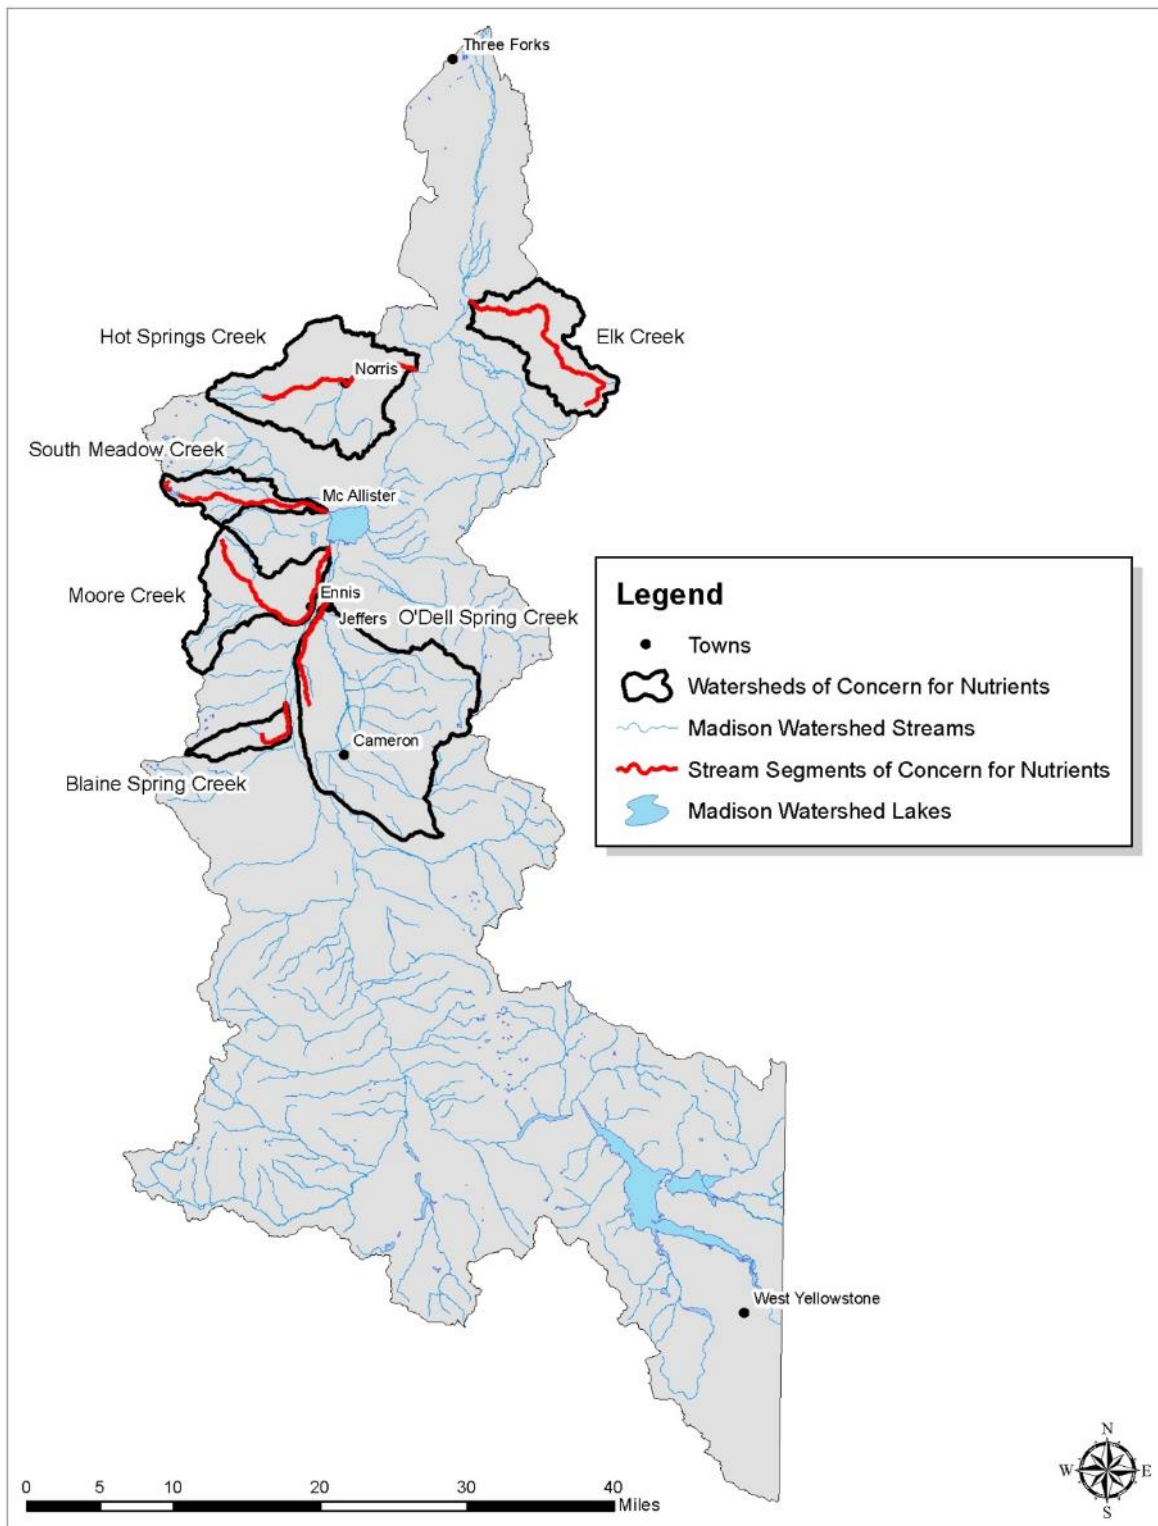 Three Forks
Hot Springs Creek
Elk Creek
Norris
South Meadow Creek
Mc Allister
Moore Creek
Ennis
Jeffers
O'Dell Spring Creek
Cameron
Blaine Spring Creek
Legend
Towns
Watersheds of Concern for Nutrients
Madison Watershed Streams
Stream Segments of Concern for Nutrients
Madison Watershed Lakes
West Yellowstone
N
W
E
S
0 5 10 20 30 40
Miles